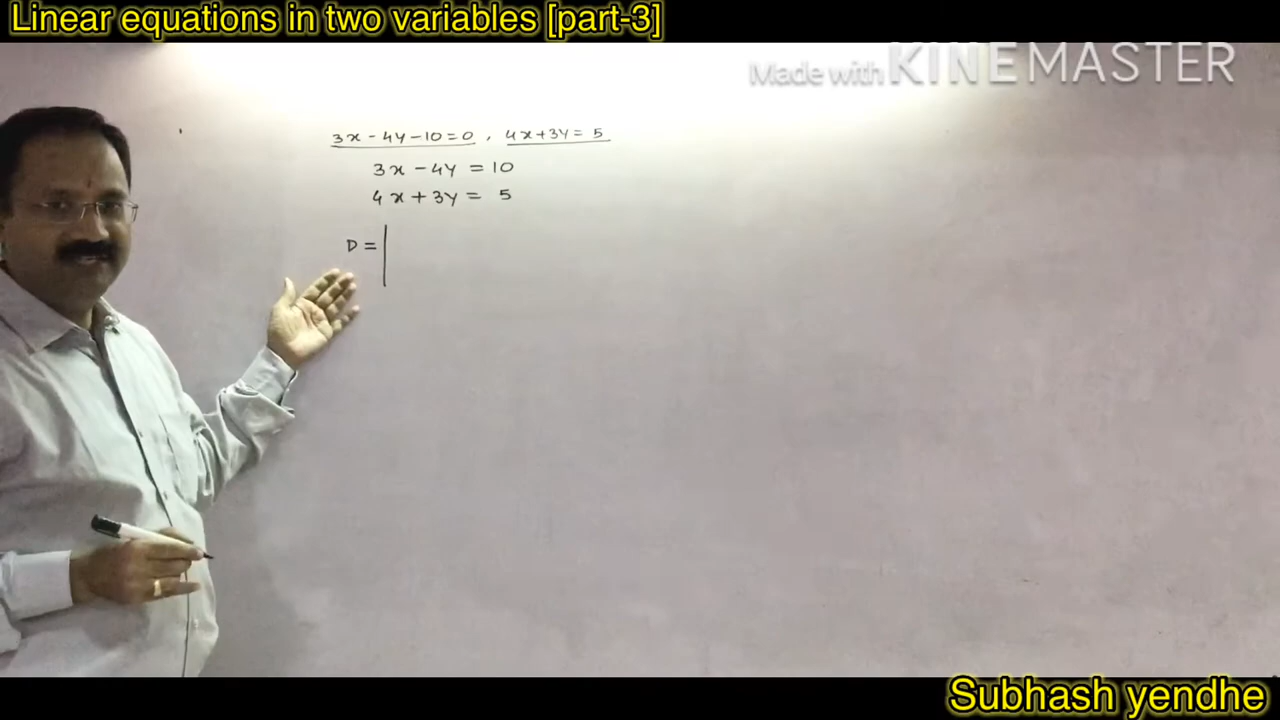 Linear equations in two variables [part-3]
Made with KINEMASTER
3x - 4y - 10 = 0 , 4x + 3y = 5
3x - 4y = 10
4x + 3y = 5
D = |
Subhash yendhe